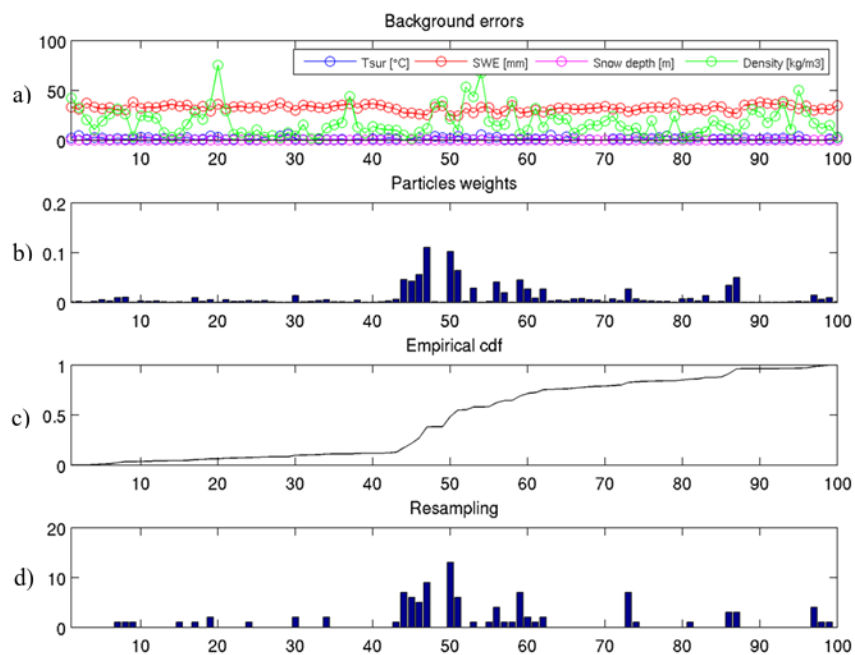 Background errors
a)
100
50
0
Tsur [°C]
SWE [mm]
Snow depth [m]
Density [kg/m3]
10 20 30 40 50 60 70 80 90 100
Particles weights
b)
0.2
0.1
0
10 20 30 40 50 60 70 80 90 100
Empirical cdf
c)
1
0.5
0
10 20 30 40 50 60 70 80 90 100
Resampling
d)
20
10
0
10 20 30 40 50 60 70 80 90 100